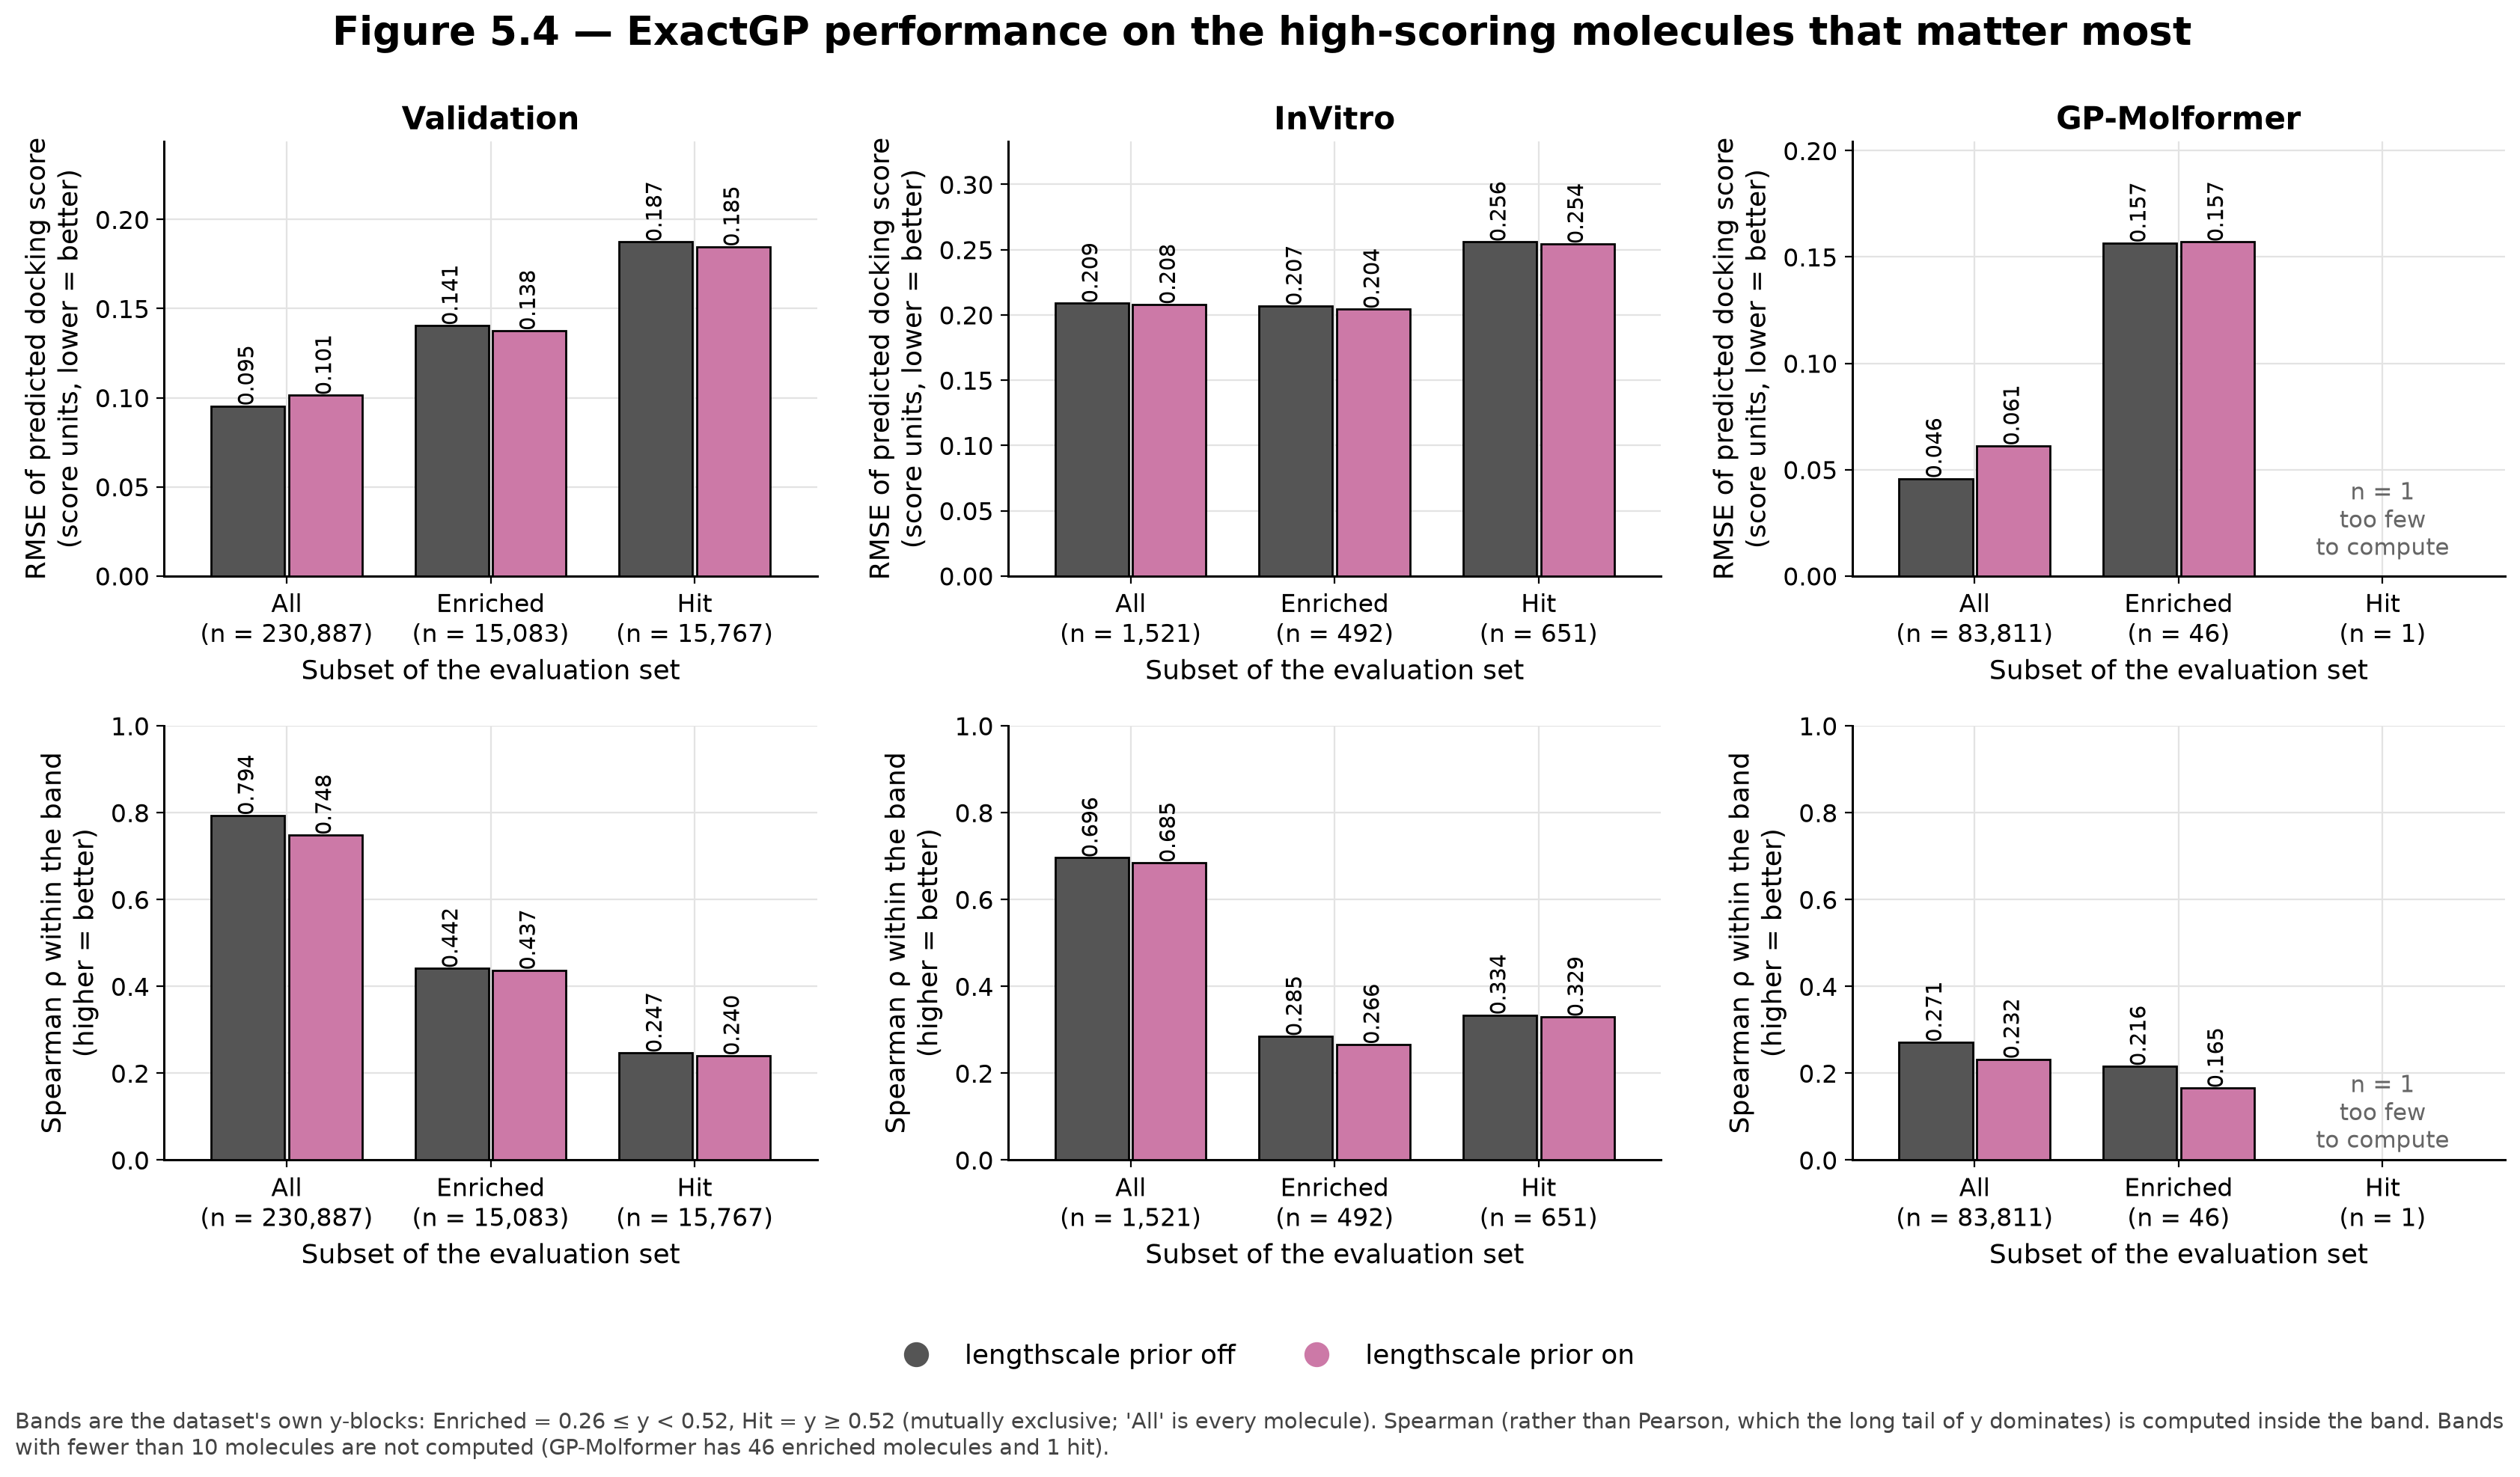 Figure 5.4 — ExactGP performance on the high-scoring molecules that matter most
Validation
RMSE of predicted docking score
(score units, lower = better)
0.20
0.15
0.10
0.05
0.00
0.095
0.101
0.141
0.138
0.187
0.185
All
(n = 230,887)
Enriched
(n = 15,083)
Hit
(n = 15,767)
Subset of the evaluation set
InVitro
RMSE of predicted docking score
(score units, lower = better)
0.30
0.25
0.20
0.15
0.10
0.05
0.00
0.209
0.208
0.207
0.204
0.256
0.254
All
(n = 1,521)
Enriched
(n = 492)
Hit
(n = 651)
Subset of the evaluation set
GP-Molformer
RMSE of predicted docking score
(score units, lower = better)
0.20
0.15
0.10
0.05
0.00
0.046
0.061
0.157
0.157
n = 1
too few
to compute
All
(n = 83,811)
Enriched
(n = 46)
Hit
(n = 1)
Subset of the evaluation set
Spearman ρ within the band
(higher = better)
1.0
0.8
0.6
0.4
0.2
0.0
0.794
0.748
0.442
0.437
0.247
0.240
All
(n = 230,887)
Enriched
(n = 15,083)
Hit
(n = 15,767)
Subset of the evaluation set
Spearman ρ within the band
(higher = better)
1.0
0.8
0.6
0.4
0.2
0.0
0.696
0.685
0.285
0.266
0.334
0.329
All
(n = 1,521)
Enriched
(n = 492)
Hit
(n = 651)
Subset of the evaluation set
Spearman ρ within the band
(higher = better)
1.0
0.8
0.6
0.4
0.2
0.0
0.271
0.232
0.216
0.165
n = 1
too few
to compute
All
(n = 83,811)
Enriched
(n = 46)
Hit
(n = 1)
Subset of the evaluation set
lengthscale prior off
lengthscale prior on
Bands are the dataset's own y-blocks: Enriched = 0.26 ≤ y < 0.52, Hit = y ≥ 0.52 (mutually exclusive; 'All' is every molecule). Spearman (rather than Pearson, which the long tail of y dominates) is computed inside the band. Bands
with fewer than 10 molecules are not computed (GP-Molformer has 46 enriched molecules and 1 hit).